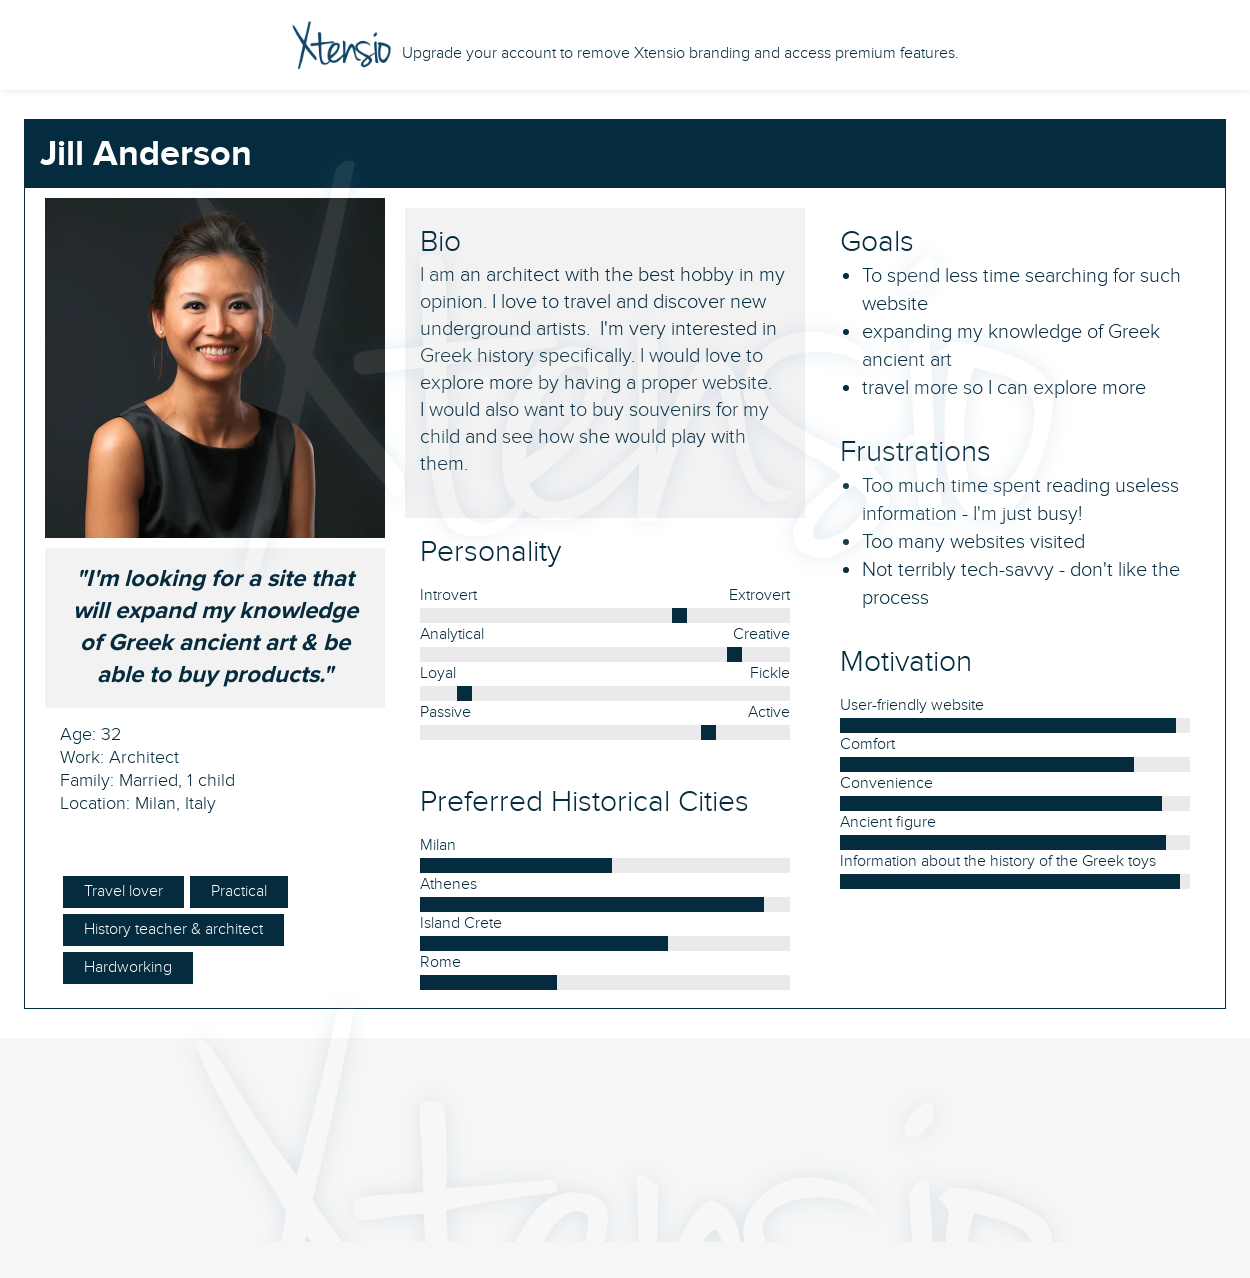 Xtensio Upgrade your account to remove Xtensio branding and access premium features.
Jill Anderson
"I'm looking for a site that
will expand my knowledge
of Greek ancient art & be
able to buy products."
Age: 32
Work: Architect
Family: Married, 1 child
Location: Milan, Italy
Travel lover Practical
History teacher & architect
Hardworking
Bio
I am an architect with the best hobby in my
opinion. I love to travel and discover new
underground artists.  I'm very interested in
Greek history specifically. I would love to
explore more by having a proper website.
I would also want to buy souvenirs for my
child and see how she would play with
them.
Personality
Introvert Extrovert
Analytical Creative
Loyal Fickle
Passive Active
Preferred Historical Cities
Milan
Athenes
Island Crete
Rome
Goals
• To spend less time searching for such
website
• expanding my knowledge of Greek
ancient art
• travel more so I can explore more
Frustrations
• Too much time spent reading useless
information - I'm just busy!
• Too many websites visited
• Not terribly tech-savvy - don't like the
process
Motivation
User-friendly website
Comfort
Convenience
Ancient figure
Information about the history of the Greek toys
Xtensio
Xtensio